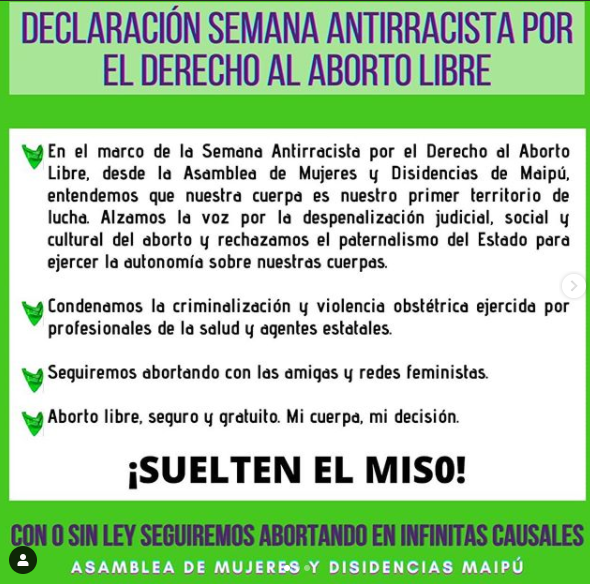 DECLARACIÓN SEMANA ANTIRRACISTA POR
EL DERECHO AL ABORTO LIBRE
En el marco de la Semana Antirracista por el Derecho al Aborto
Libre, desde la Asamblea de Mujeres y Disidencias de Maipú,
entendemos que nuestra cuerpa es nuestro primer territorio de
lucha. Alzamos la voz por la despenalización judicial, social y
cultural del aborto y rechazamos el paternalismo del Estado para
ejercer la autonomía sobre nuestras cuerpas.
Condenamos la criminalización y violencia obstétrica ejercida por
profesionales de la salud y agentes estatales.
Seguiremos abortando con las amigas y redes feministas.
Aborto libre, seguro y gratuito. Mi cuerpa, mi decisión.
¡SUELTEN EL MIS0!
CON O SIN LEY SEGUIREMOS ABORTANDO EN INFINITAS CAUSALES
ASAMBLEA DE MUJERES Y DISIDENCIAS MAIPÚ